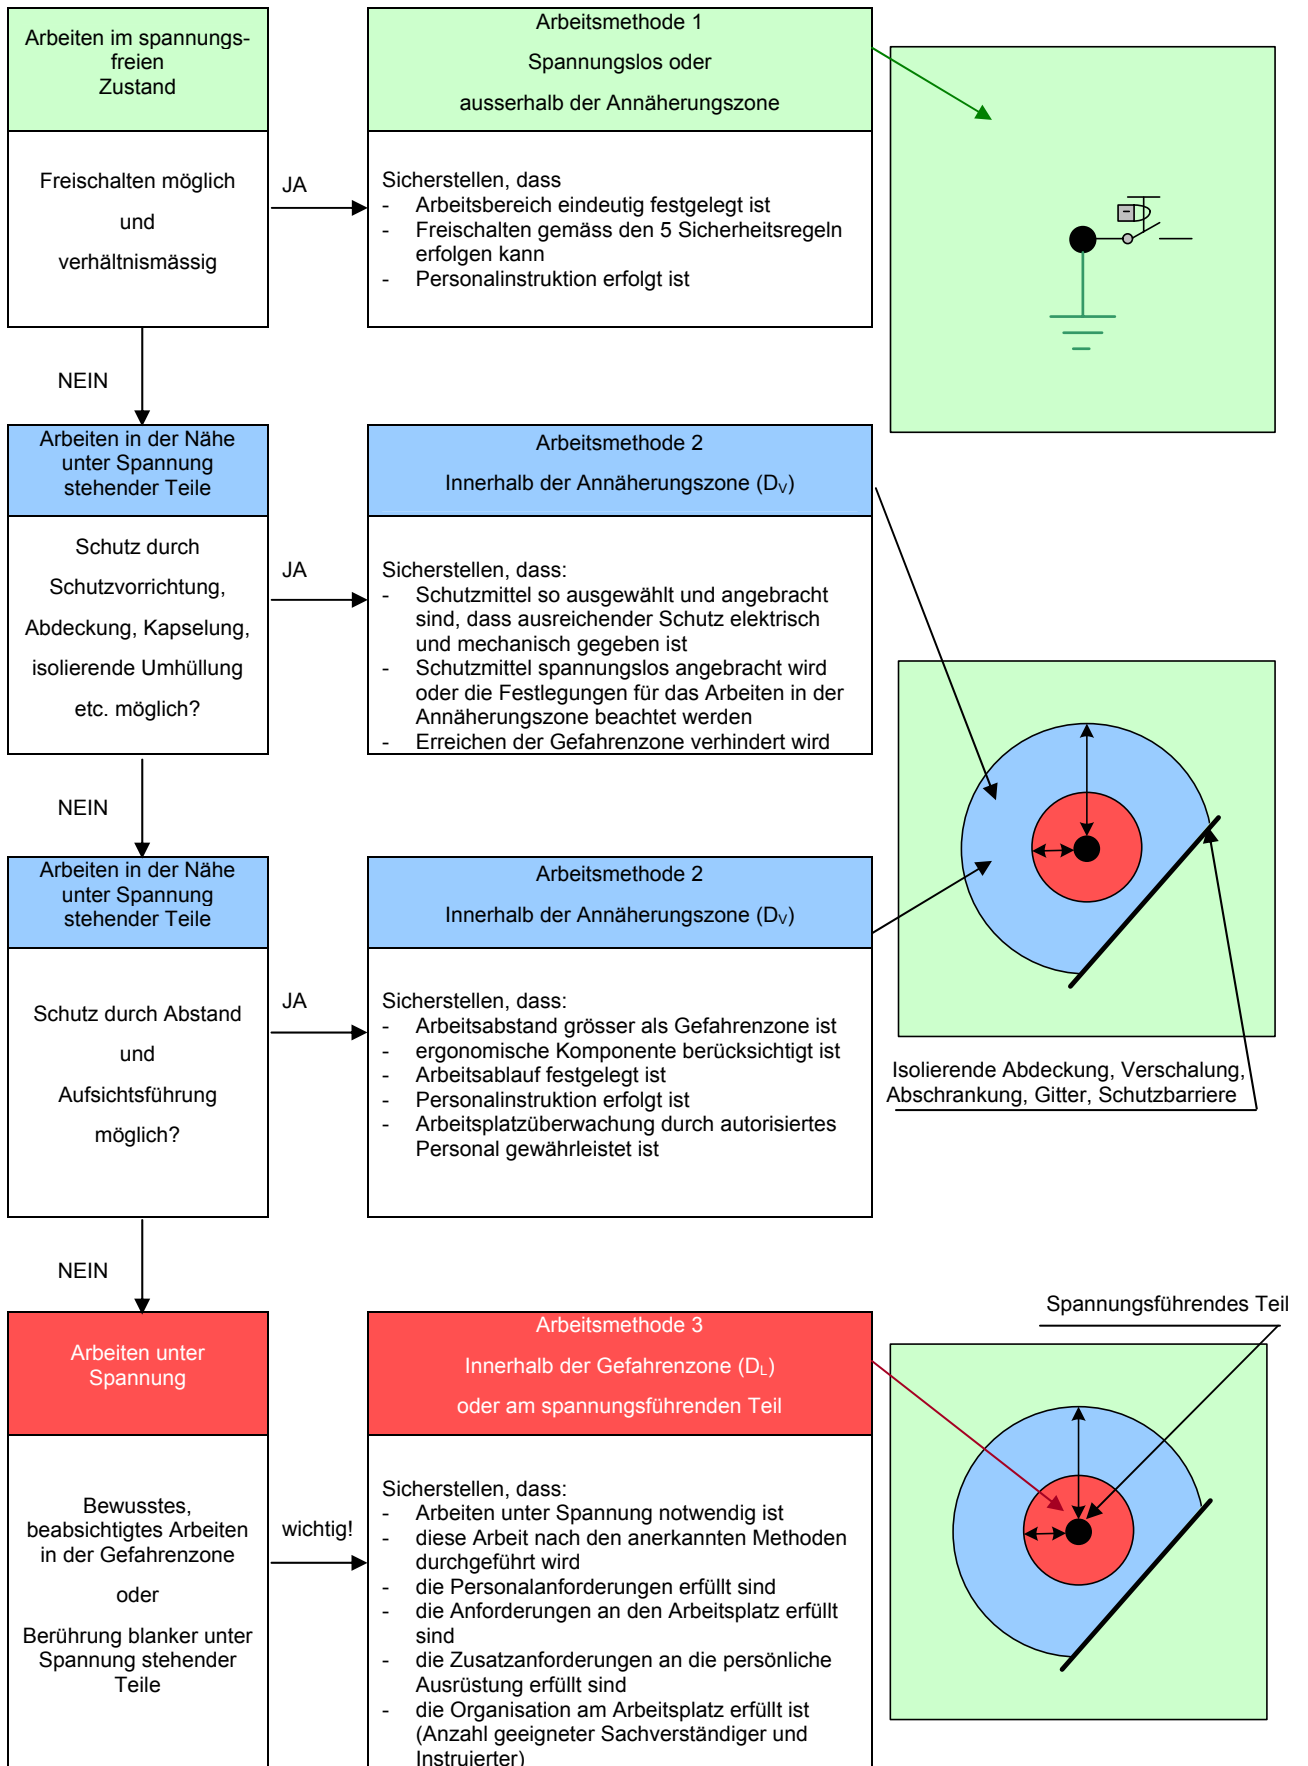 Arbeiten im spannungs-
freien
Zustand
Freischalten möglich
und
verhältnismässig
JA
Arbeitsmethode 1
Spannungslos oder
ausserhalb der Annäherungszone
Sicherstellen, dass
- Arbeitsbereich eindeutig festgelegt ist
- Freischalten gemäss den 5 Sicherheitsregeln
erfolgen kann
- Personalinstruktion erfolgt ist
NEIN
Arbeiten in der Nähe
unter Spannung
stehender Teile
Schutz durch
Schutzvorrichtung,
Abdeckung, Kapselung,
isolierende Umhüllung
etc. möglich?
JA
Arbeitsmethode 2
Innerhalb der Annäherungszone (DV)
Sicherstellen, dass:
- Schutzmittel so ausgewählt und angebracht
sind, dass ausreichender Schutz elektrisch
und mechanisch gegeben ist
- Schutzmittel spannungslos angebracht wird
oder die Festlegungen für das Arbeiten in der
Annäherungszone beachtet werden
- Erreichen der Gefahrenzone verhindert wird
NEIN
Arbeiten in der Nähe
unter Spannung
stehender Teile
Schutz durch Abstand
und
Aufsichtsführung
möglich?
JA
Arbeitsmethode 2
Innerhalb der Annäherungszone (DV)
Sicherstellen, dass:
- Arbeitsabstand grösser als Gefahrenzone ist
- ergonomische Komponente berücksichtigt ist
- Arbeitsablauf festgelegt ist
- Personalinstruktion erfolgt ist
- Arbeitsplatzüberwachung durch autorisiertes
Personal gewährleistet ist
Isolierende Abdeckung, Verschalung,
Abschrankung, Gitter, Schutzbarriere
NEIN
Arbeiten unter
Spannung
Bewusstes,
beabsichtigtes Arbeiten
in der Gefahrenzone
oder
Berührung blanker unter
Spannung stehender
Teile
wichtig!
Arbeitsmethode 3
Innerhalb der Gefahrenzone (DL)
oder am spannungsführenden Teil
Sicherstellen, dass:
- Arbeiten unter Spannung notwendig ist
- diese Arbeit nach den anerkannten Methoden
durchgeführt wird
- die Personalanforderungen erfüllt sind
- die Anforderungen an den Arbeitsplatz erfüllt
sind
- die Zusatzanforderungen an die persönliche
Ausrüstung erfüllt sind
- die Organisation am Arbeitsplatz erfüllt ist
(Anzahl geeigneter Sachverständiger und
Instruierter)
Spannungsführendes Teil